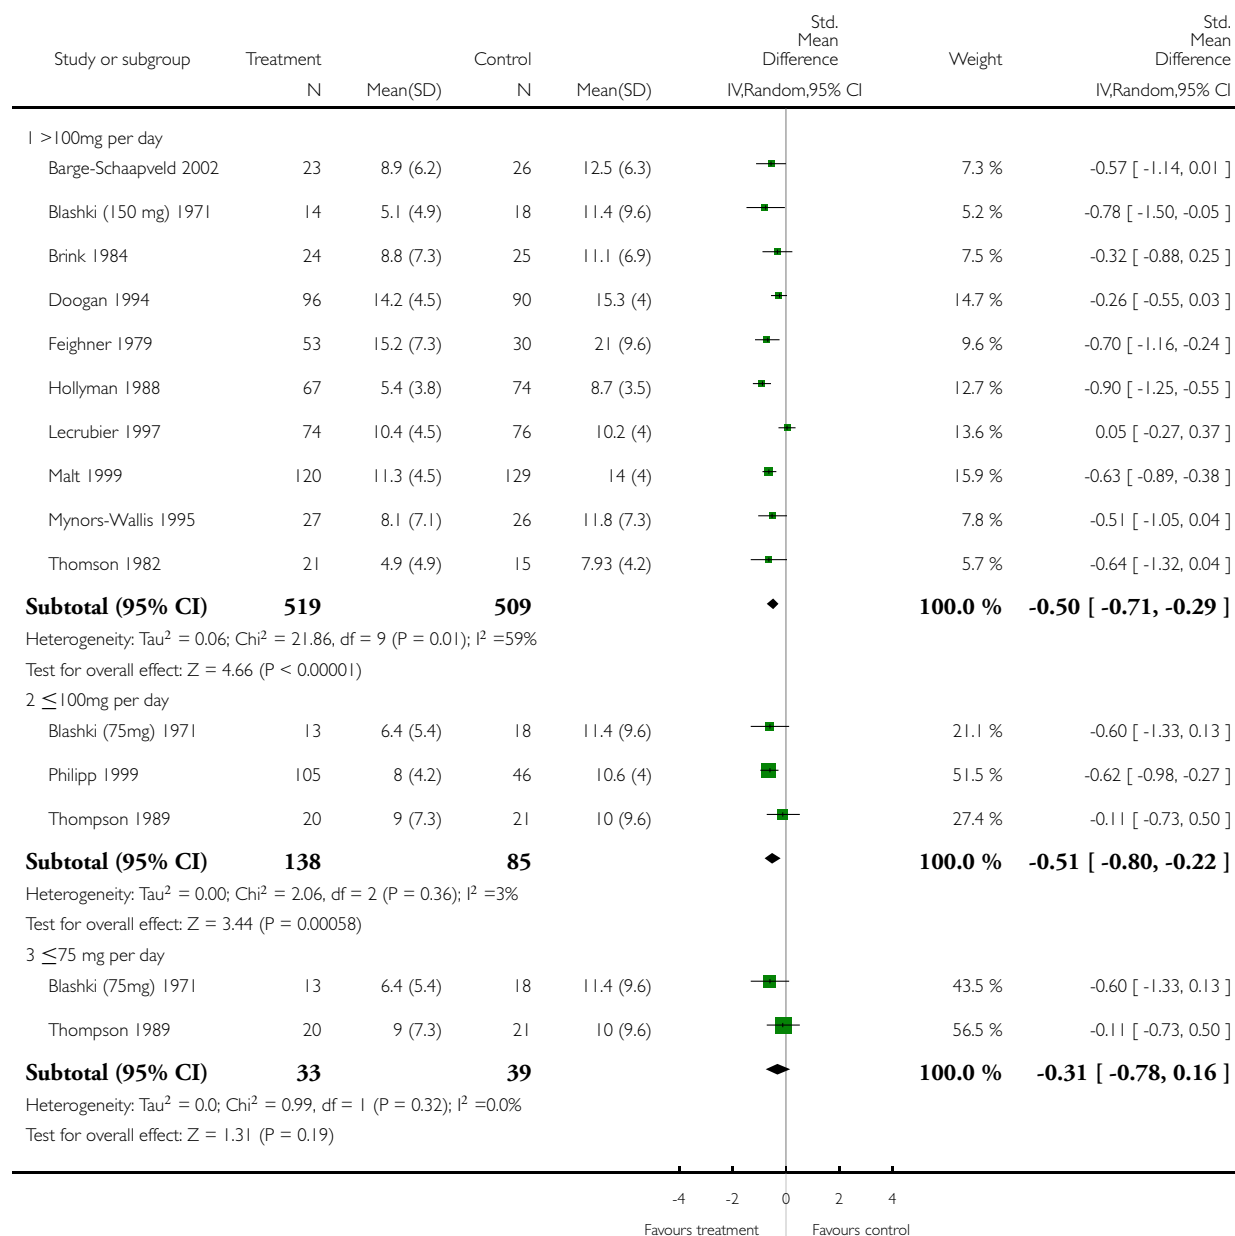 Std. Mean Difference Std. Mean Difference
Study or subgroup Treatment Control Weight
N Mean(SD) N Mean(SD) IV,Random,95% CI IV,Random,95% CI
1 >100mg per day
Barge-Schaapveld 2002 23 8.9 (6.2) 26 12.5 (6.3) 7.3 % -0.57 [ -1.14, 0.01 ]
Blashki (150 mg) 1971 14 5.1 (4.9) 18 11.4 (9.6) 5.2 % -0.78 [ -1.50, -0.05 ]
Brink 1984 24 8.8 (7.3) 25 11.1 (6.9) 7.5 % -0.32 [ -0.88, 0.25 ]
Doogan 1994 96 14.2 (4.5) 90 15.3 (4) 14.7 % -0.26 [ -0.55, 0.03 ]
Feighner 1979 53 15.2 (7.3) 30 21 (9.6) 9.6 % -0.70 [ -1.16, -0.24 ]
Hollyman 1988 67 5.4 (3.8) 74 8.7 (3.5) 12.7 % -0.90 [ -1.25, -0.55 ]
Lecrubier 1997 74 10.4 (4.5) 76 10.2 (4) 13.6 % 0.05 [ -0.27, 0.37 ]
Malt 1999 120 11.3 (4.5) 129 14 (4) 15.9 % -0.63 [ -0.89, -0.38 ]
Mynors-Wallis 1995 27 8.1 (7.1) 26 11.8 (7.3) 7.8 % -0.51 [ -1.05, 0.04 ]
Thomson 1982 21 4.9 (4.9) 15 7.93 (4.2) 5.7 % -0.64 [ -1.32, 0.04 ]
Subtotal (95% CI) 519 509 100.0 % -0.50 [ -0.71, -0.29 ]
Heterogeneity: Tau² = 0.06; Chi² = 21.86, df = 9 (P = 0.01); I² =59%
Test for overall effect: Z = 4.66 (P < 0.00001)
2 ≤100mg per day
Blashki (75mg) 1971 13 6.4 (5.4) 18 11.4 (9.6) 21.1 % -0.60 [ -1.33, 0.13 ]
Philipp 1999 105 8 (4.2) 46 10.6 (4) 51.5 % -0.62 [ -0.98, -0.27 ]
Thompson 1989 20 9 (7.3) 21 10 (9.6) 27.4 % -0.11 [ -0.73, 0.50 ]
Subtotal (95% CI) 138 85 100.0 % -0.51 [ -0.80, -0.22 ]
Heterogeneity: Tau² = 0.00; Chi² = 2.06, df = 2 (P = 0.36); I² =3%
Test for overall effect: Z = 3.44 (P = 0.00058)
3 ≤75 mg per day
Blashki (75mg) 1971 13 6.4 (5.4) 18 11.4 (9.6) 43.5 % -0.60 [ -1.33, 0.13 ]
Thompson 1989 20 9 (7.3) 21 10 (9.6) 56.5 % -0.11 [ -0.73, 0.50 ]
Subtotal (95% CI) 33 39 100.0 % -0.31 [ -0.78, 0.16 ]
Heterogeneity: Tau² = 0.0; Chi² = 0.99, df = 1 (P = 0.32); I² =0.0%
Test for overall effect: Z = 1.31 (P = 0.19)
-4 -2 0 2 4
Favours treatment Favours control